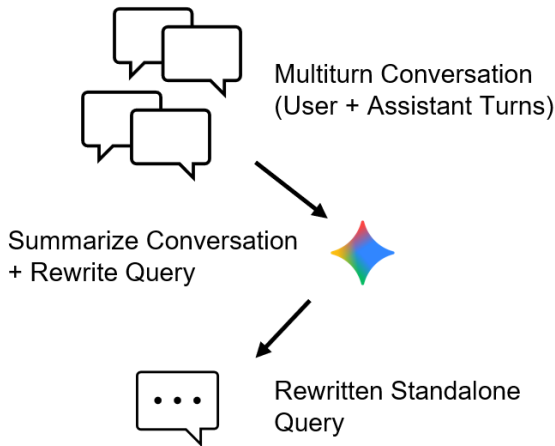 Multiturn Conversation
(User + Assistant Turns)
Summarize Conversation
+ Rewrite Query
Rewritten Standalone
Query